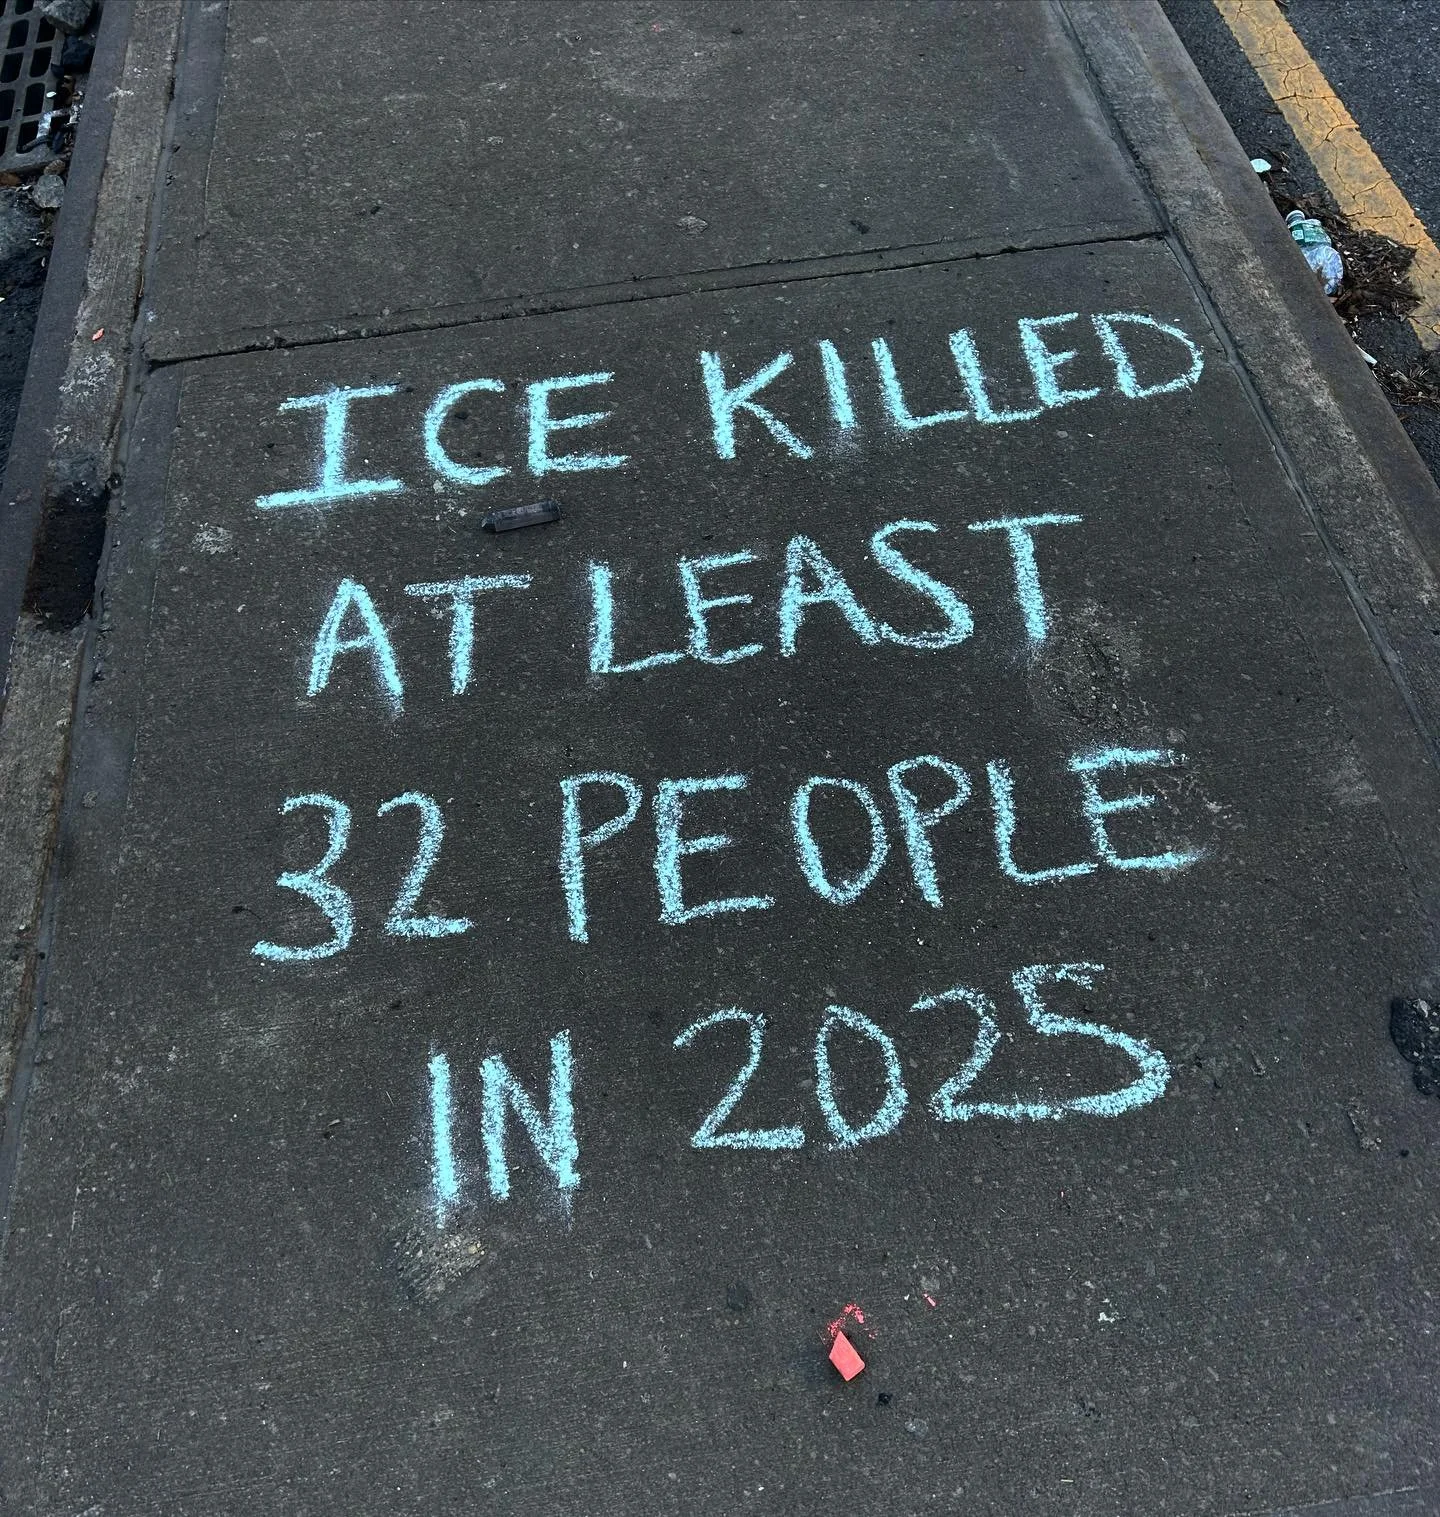 ICE KILLED
AT LEAST
32 PEOPLE
IN 2025